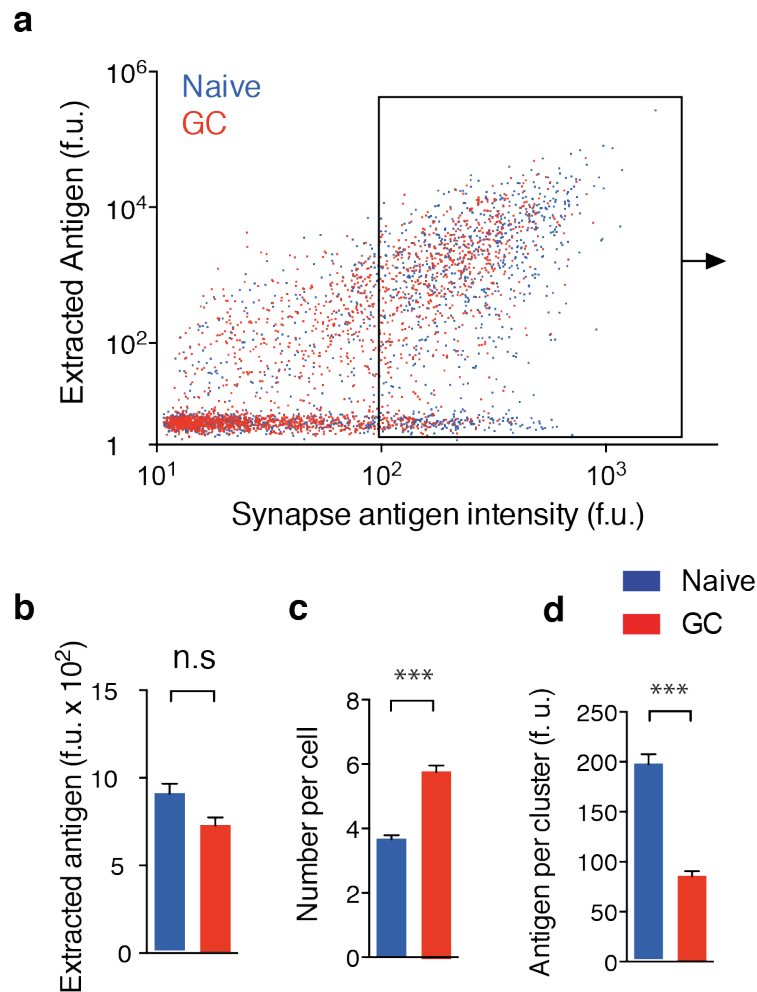 a
10⁶
Naive
GC
10⁴
10²
1
Extracted Antigen (f.u.)
10¹
10²
10³
Synapse antigen intensity (f.u.)
Naive
GC
b
n.s
15
10
5
0
Extracted antigen (f.u. x 10²)
c
***
8
6
4
2
0
Number per cell
d
***
250
200
150
100
50
0
Antigen per cluster (f. u.)